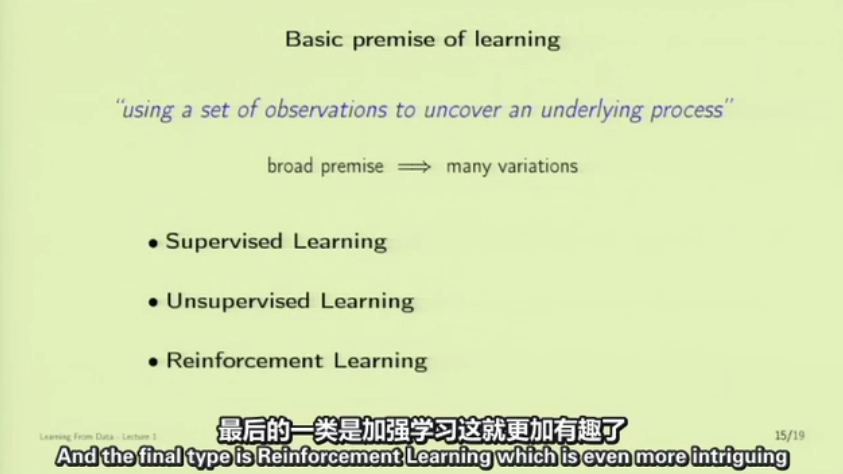 Basic premise of learning
“using a set of observations to uncover an underlying process”
broad premise ⟹ many variations
• Supervised Learning
• Unsupervised Learning
• Reinforcement Learning
最后的一类是加强学习这就更加有趣了
Learning From Data - Lecture 1
15/19
And the final type is Reinforcement Learning which is even more intriguing